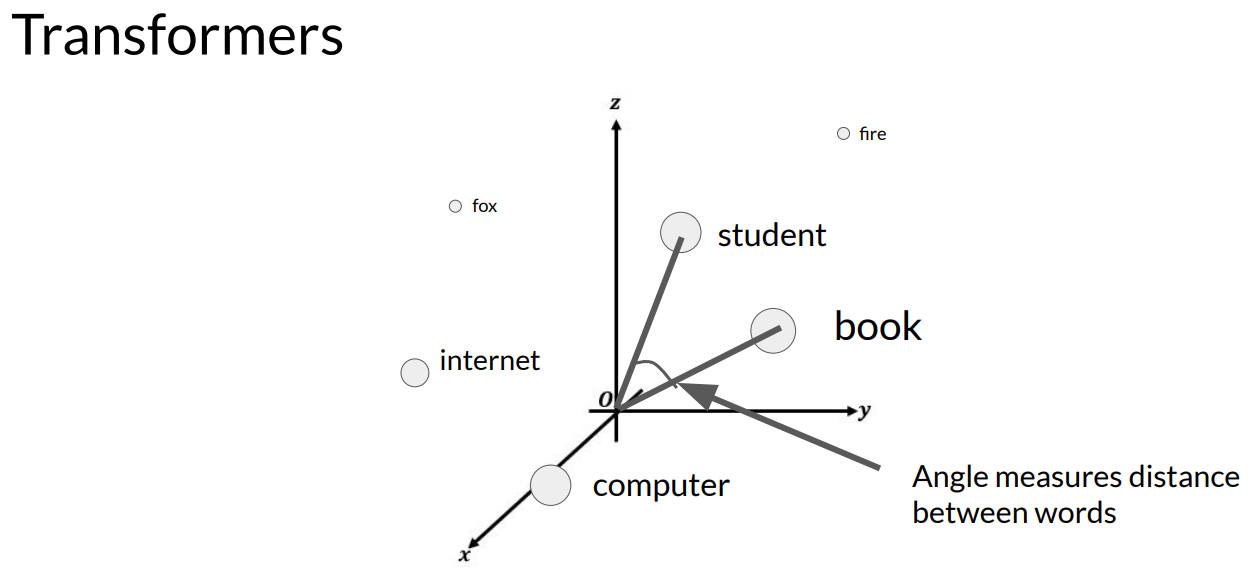 Transformers
z
fire
fox
student
book
internet
O
y
computer
Angle measures distance
between words
x